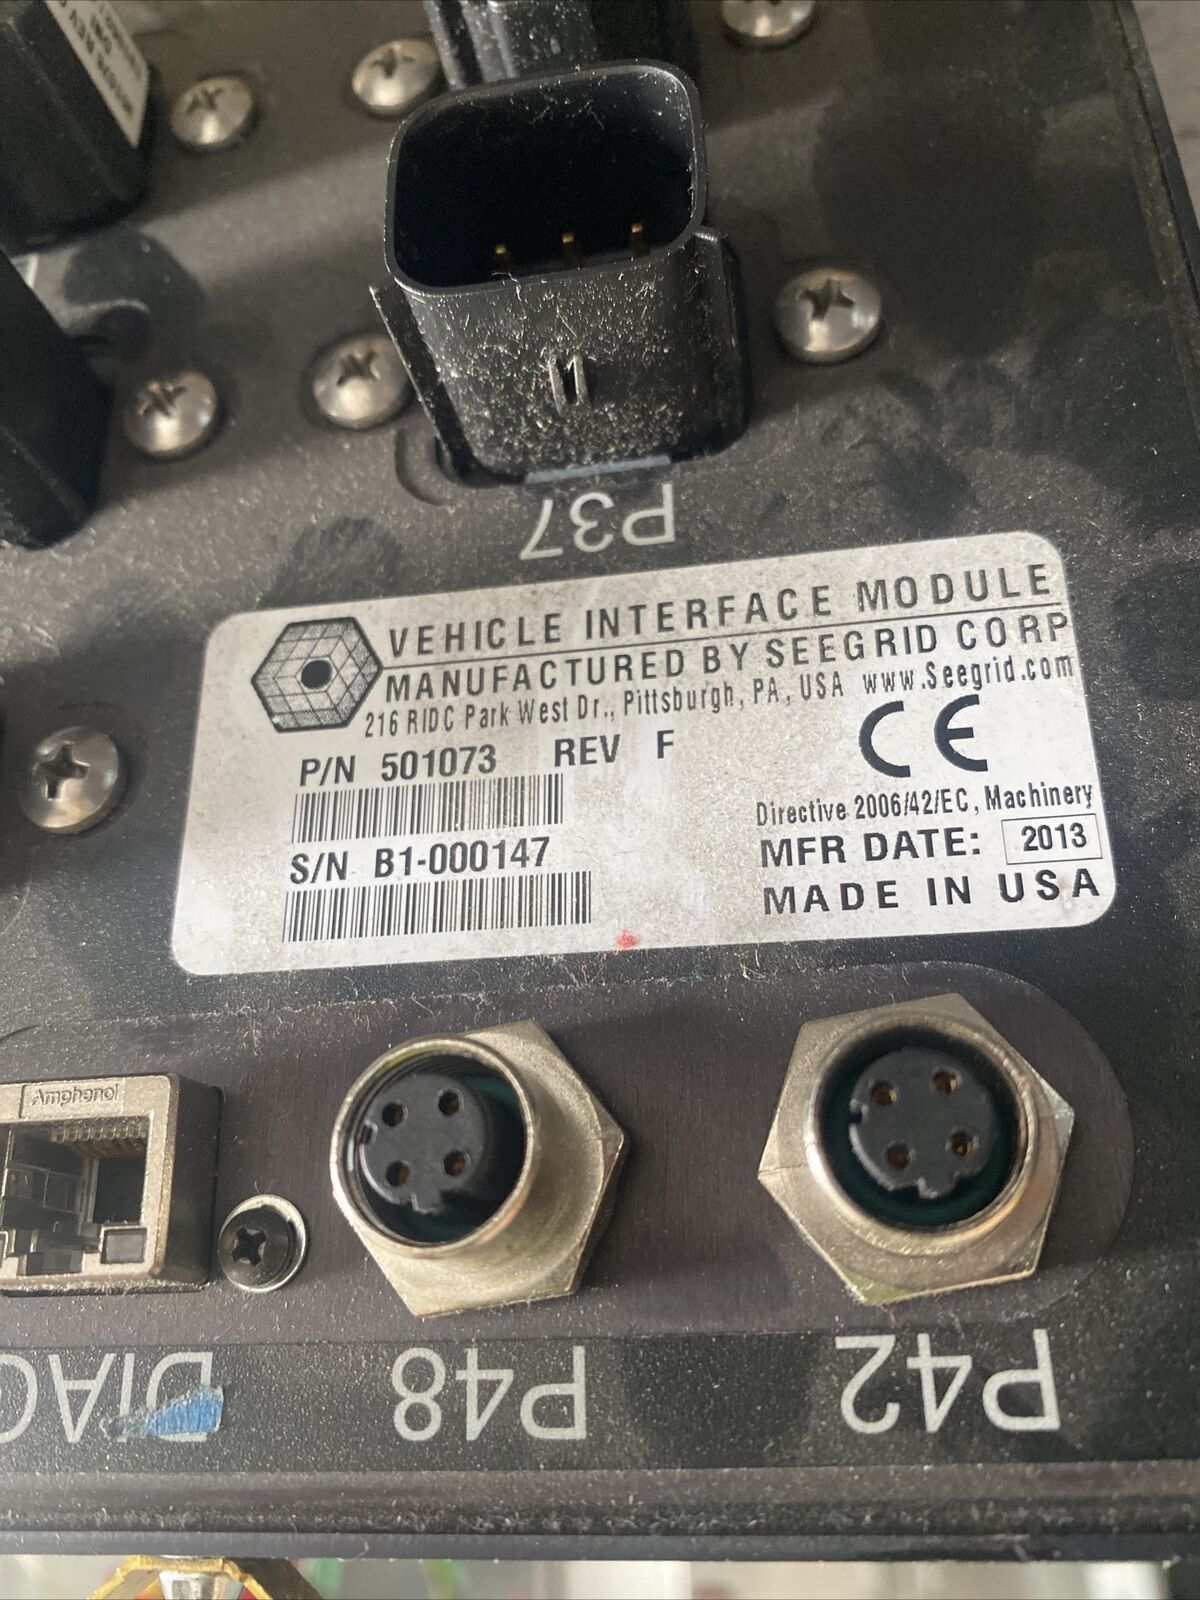 P37
VEHICLE INTERFACE MODULE
MANUFACTURED BY SEEGRID CORP
216 RIDC Park West Dr., Pittsburgh, PA, USA www.Seegrid.com
P/N 501073 REV F
CE
Directive 2006/42/EC, Machinery
S/N B1-000147
MFR DATE: 2013
MADE IN USA
Amphenol
DIAG P48 P42